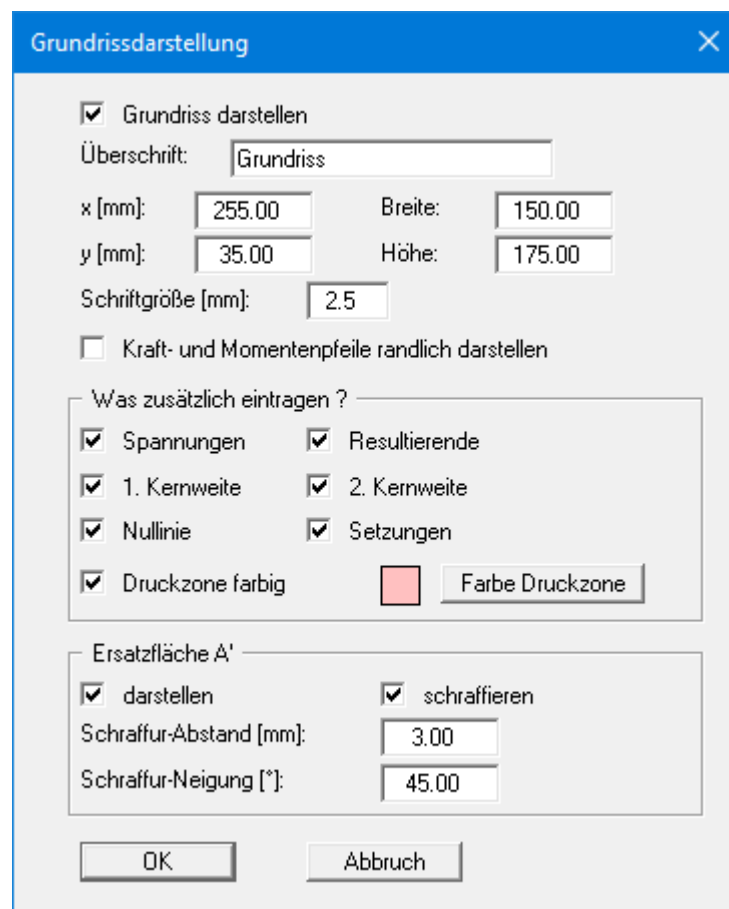 Grundrissdarstellung
Grundriss darstellen
Überschrift: Grundriss
x [mm]: 255.00 Breite: 150.00
y [mm]: 35.00 Höhe: 175.00
Schriftgröße [mm]: 2.5
Kraft- und Momentenpfeile randlich darstellen
Was zusätzlich eintragen ?
Spannungen Resultierende
1. Kernweite 2. Kernweite
Nullinie Setzungen
Druckzone farbig Farbe Druckzone
Ersatzfläche A'
darstellen schraffieren
Schraffur-Abstand [mm]: 3.00
Schraffur-Neigung [°]: 45.00
OK Abbruch